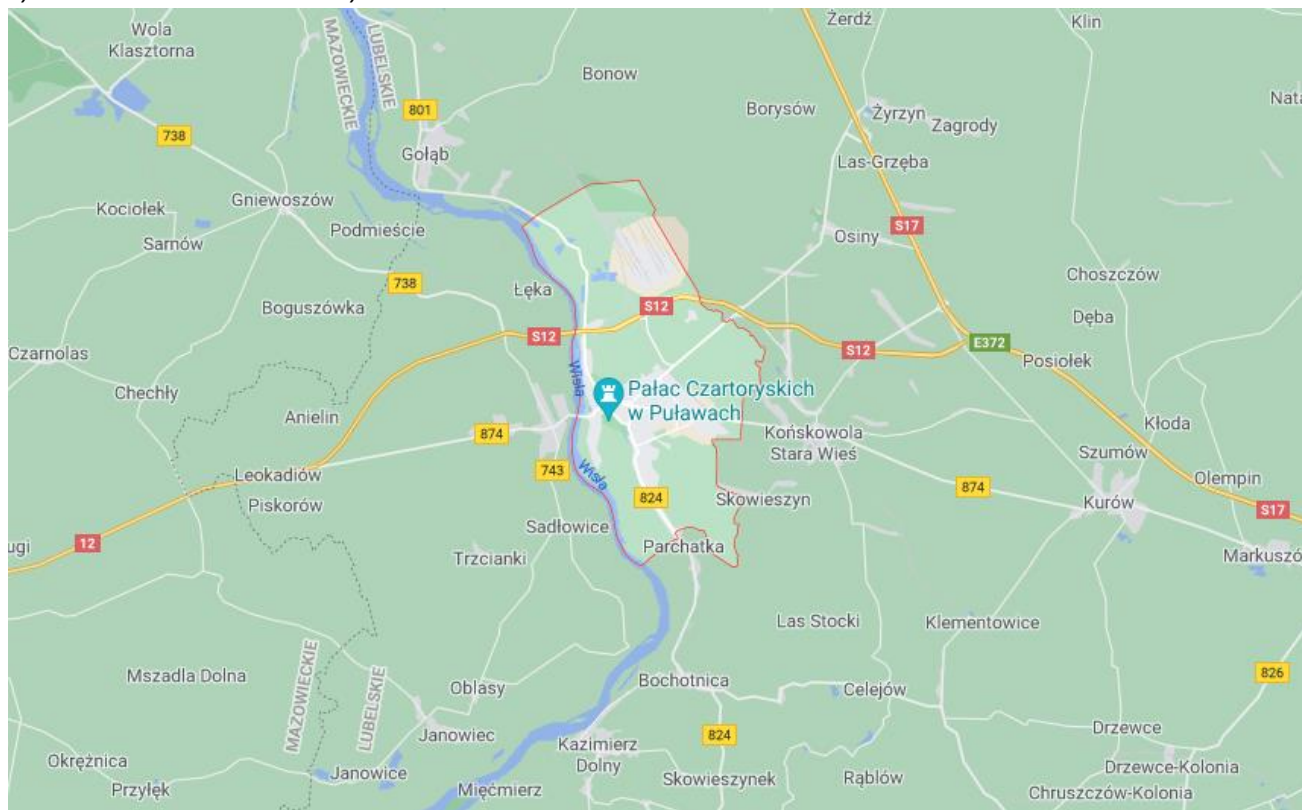 Żerdź
Klin
Wola
Klasztorna
MAZOWIECKIE
LUBELSKIE
Bonow
801
Borysów
Żyrzyn
Zagrody
738
Gołąb
Las-Grzęba
Kociołek
Gniewoszów
Podmieście
Sarnów
S17
Osiny
738
Łęka
Choszczów
Boguszówka
S12
Dęba
S12
S12
E372
Czarnolas
Posiołek
Wisła
Chechły
Pałac Czartoryskich
w Puławach
Anielin
874
Końskowola
Stara Wieś
Kłoda
743
Wisła
Szumów
Leokadiów
824
Skowieszyn
874
Olempin
Piskorów
Kurów
S17
Sadłowice
12
ugi
Parchatka
Trzcianki
Markuszó
Las Stocki
Klementowice
MAZOWIECKIE
LUBELSKIE
Mszadla Dolna
Oblasy
Bochotnica
Celejów
826
Janowiec
824
Drzewce
Kazimierz
Dolny
Okrężnica
Janowice
Skowieszynek
Rąblów
Drzewce-Kolonia
Przyłęk
Mięćmierz
Chruszczów-Kolonia